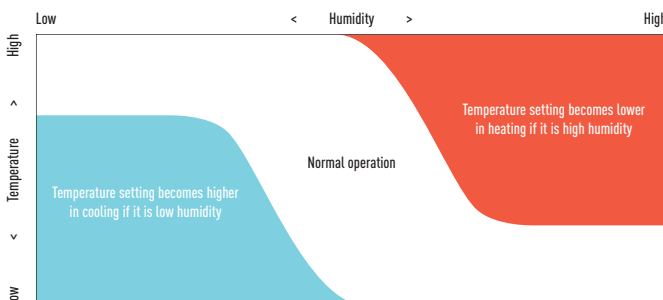 Low < Humidity > High
High
>
Temperature
<
Temperature setting becomes lower
in heating if it is high humidity
Normal operation
Temperature setting becomes higher
in cooling if it is low humidity